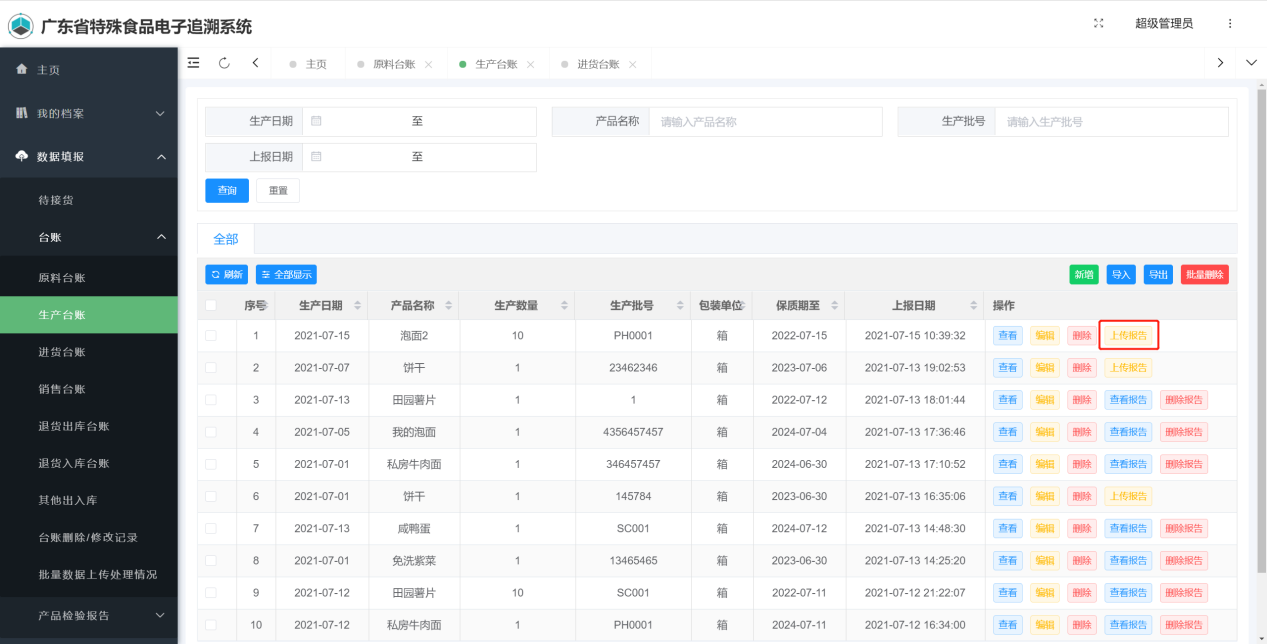 广东省特殊食品电子追溯系统 超级管理员
主页
我的档案
数据填报
待接货
台账
原料台账
生产台账
进货台账
销售台账
退货出库台账
退货入库台账
其他出入库
台账删除/修改记录
批量数据上传处理情况
产品检验报告
主页 原料台账 生产台账 进货台账
生产日期 至 产品名称 请输入产品名称 生产批号 请输入生产批号
上报日期 至
查询 重置
全部
刷新 全部显示 新增 导入 导出 批量删除
序号 生产日期 产品名称 生产数量 生产批号 包装单位 保质期至 上报日期 操作
1 2021-07-15 泡面2 10 PH0001 箱 2022-07-15 2021-07-15 10:39:32 查看 编辑 删除 上传报告
2 2021-07-07 饼干 1 23462346 箱 2023-07-06 2021-07-13 19:02:53 查看 编辑 删除 上传报告
3 2021-07-13 田园薯片 1 1 箱 2022-07-12 2021-07-13 18:01:44 查看 编辑 删除 查看报告 删除报告
4 2021-07-05 我的泡面 1 4356457457 箱 2024-07-04 2021-07-13 17:36:46 查看 编辑 删除 查看报告 删除报告
5 2021-07-01 私房牛肉面 1 346457457 箱 2024-06-30 2021-07-13 17:10:52 查看 编辑 删除 查看报告 删除报告
6 2021-07-01 饼干 1 145784 箱 2023-06-30 2021-07-13 16:35:06 查看 编辑 删除 上传报告
7 2021-07-13 咸鸭蛋 1 SC001 箱 2024-07-12 2021-07-13 14:48:30 查看 编辑 删除 查看报告 删除报告
8 2021-07-01 免洗紫菜 1 13465465 箱 2023-06-30 2021-07-13 14:25:20 查看 编辑 删除 查看报告 删除报告
9 2021-07-12 田园薯片 10 SC001 箱 2022-07-11 2021-07-12 21:22:07 查看 编辑 删除 查看报告 删除报告
10 2021-07-12 私房牛肉面 1 PH0001 箱 2024-07-11 2021-07-12 16:34:00 查看 编辑 删除 查看报告 删除报告